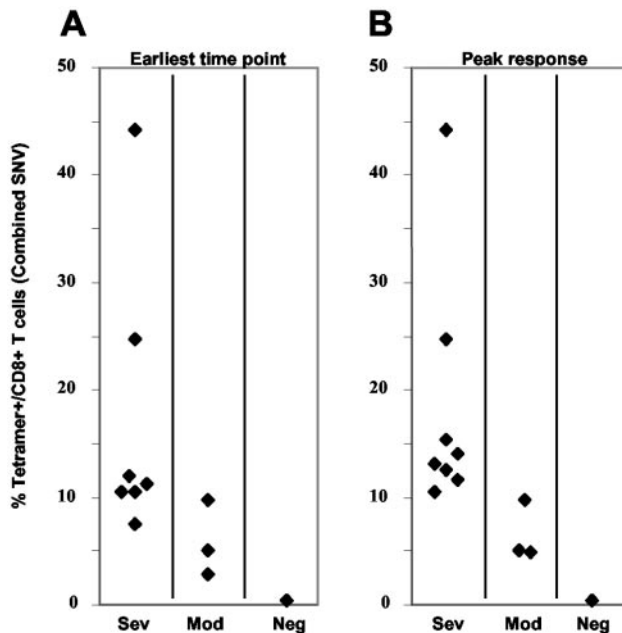 A
B
Earliest time point
Peak response
% Tetramer+/CD8+ T cells (Combined SNV)
50
40
30
20
10
0
Sev Mod Neg
50
40
30
20
10
0
Sev Mod Neg